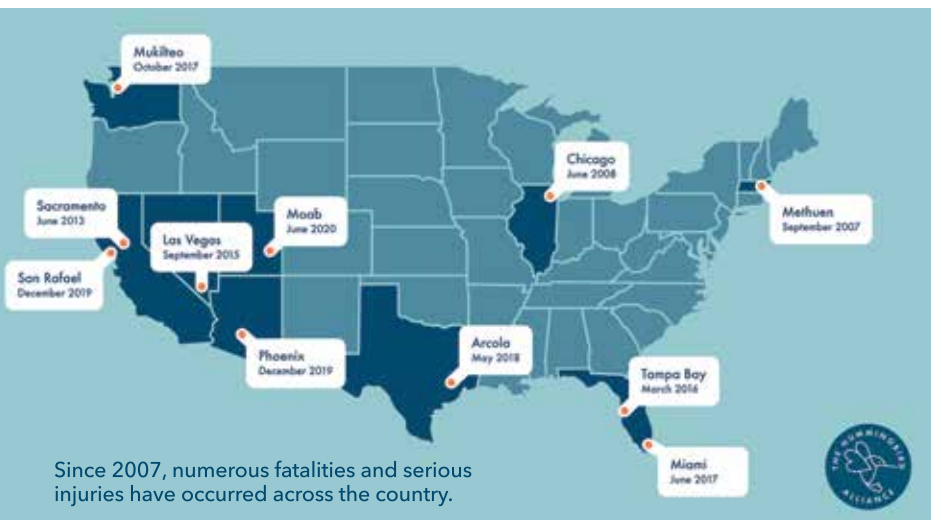 Mukilteo
October 2017
Chicago
June 2008
Sacramento
June 2013
Moab
June 2020
Methuen
September 2007
Las Vegas
September 2015
San Rafael
December 2019
Phoenix
December 2019
Arcola
May 2018
Tampa Bay
March 2016
Miami
June 2017
Since 2007, numerous fatalities and serious
injuries have occurred across the country.
THE HUMMINGBIRD
ALLIANCE